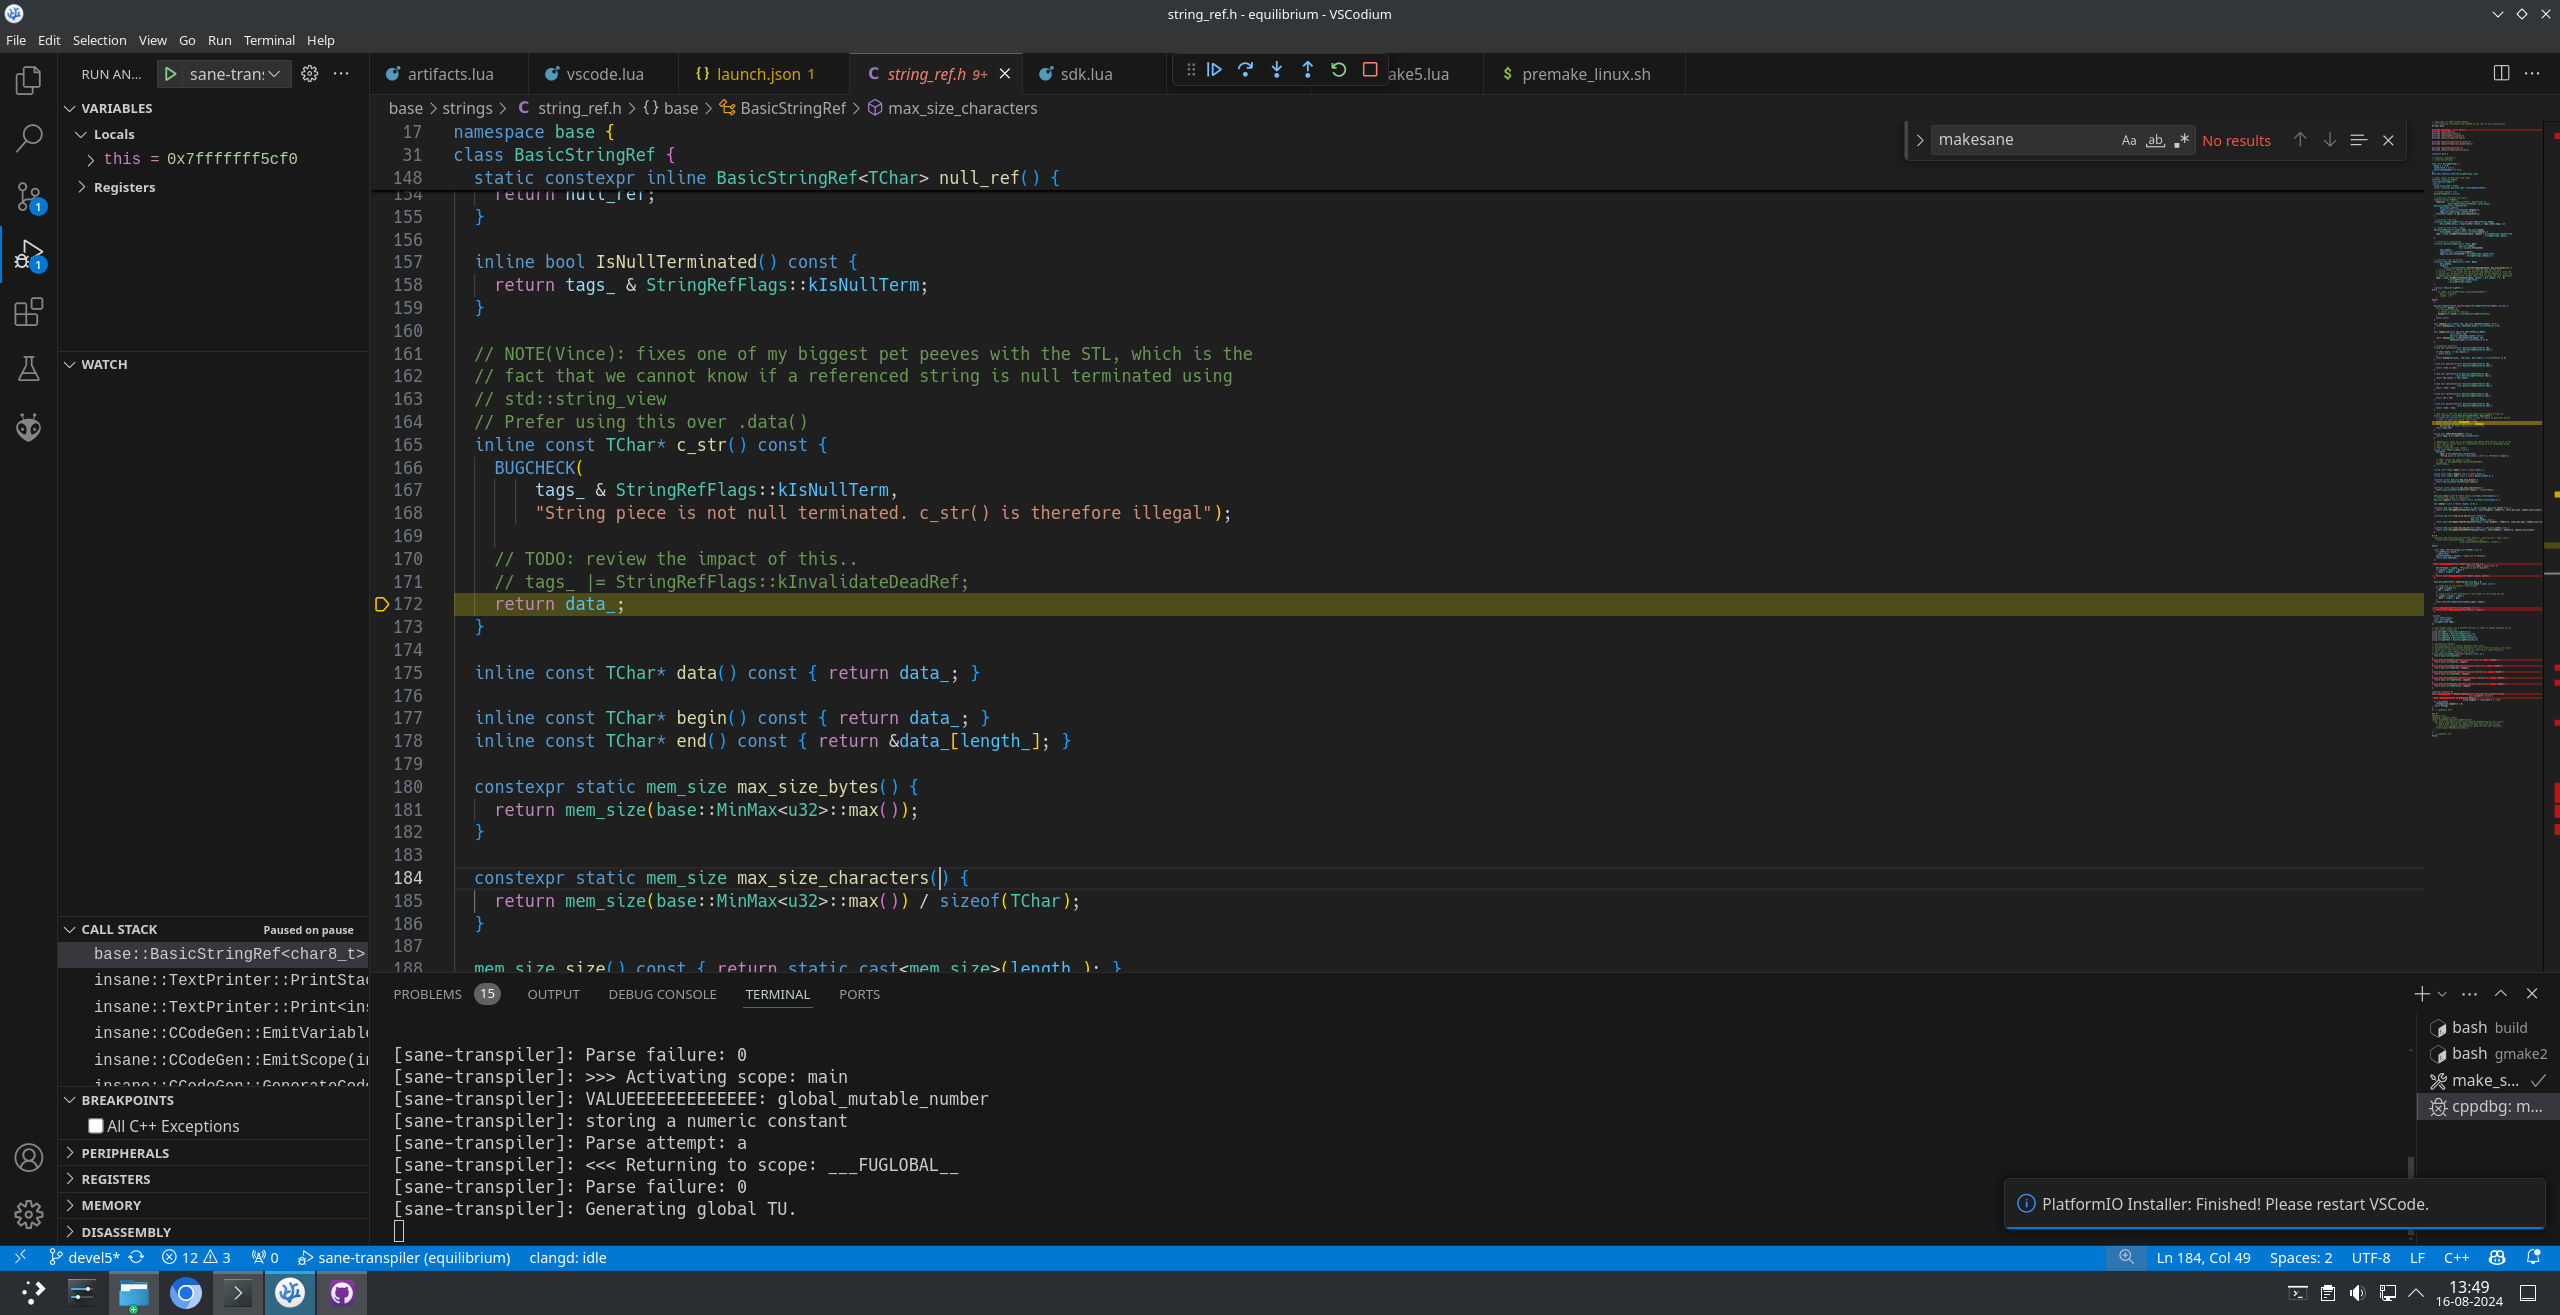 string_ref.h - equilibrium - VSCodium
File Edit Selection View Go Run Terminal Help
RUN AN... sane-trans
artifacts.lua vscode.lua launch.json 1 string_ref.h 9+ sdk.lua ake5.lua premake_linux.sh
VARIABLES
Locals
this = 0x7fffffff5cf0
Registers
WATCH
CALL STACK Paused on pause
base::BasicStringRef<char8_t>
insane::TextPrinter::PrintSta
insane::TextPrinter::Print<in
insane::CCodeGen::EmitVariabl
insane::CCodeGen::EmitScope(i
insane::CCodeGen::GenerateCod
BREAKPOINTS
All C++ Exceptions
PERIPHERALS
REGISTERS
MEMORY
DISASSEMBLY
base > strings > C string_ref.h > {} base > BasicStringRef > max_size_characters
makesane Aa ab .* No results
17 namespace base {
31 class BasicStringRef {
148 static constexpr inline BasicStringRef<TChar> null_ref() {
154 return null_ref;
155 }
156
157 inline bool IsNullTerminated() const {
158 return tags_ & StringRefFlags::kIsNullTerm;
159 }
160
161 // NOTE(Vince): fixes one of my biggest pet peeves with the STL, which is the
162 // fact that we cannot know if a referenced string is null terminated using
163 // std::string_view
164 // Prefer using this over .data()
165 inline const TChar* c_str() const {
166 BUGCHECK(
167 tags_ & StringRefFlags::kIsNullTerm,
168 "String piece is not null terminated. c_str() is therefore illegal");
169
170 // TODO: review the impact of this..
171 // tags_ |= StringRefFlags::kInvalidateDeadRef;
172 return data_;
173 }
174
175 inline const TChar* data() const { return data_; }
176
177 inline const TChar* begin() const { return data_; }
178 inline const TChar* end() const { return &data_[length_]; }
179
180 constexpr static mem_size max_size_bytes() {
181 return mem_size(base::MinMax<u32>::max());
182 }
183
184 constexpr static mem_size max_size_characters() {
185 return mem_size(base::MinMax<u32>::max()) / sizeof(TChar);
186 }
187
188 mem_size size() const { return static_cast<mem_size>(length_); }
PROBLEMS 15 OUTPUT DEBUG CONSOLE TERMINAL PORTS
[sane-transpiler]: Parse failure: 0
[sane-transpiler]: >>> Activating scope: main
[sane-transpiler]: VALUEEEEEEEEEEEEE: global_mutable_number
[sane-transpiler]: storing a numeric constant
[sane-transpiler]: Parse attempt: a
[sane-transpiler]: <<< Returning to scope: ___FUGLOBAL__
[sane-transpiler]: Parse failure: 0
[sane-transpiler]: Generating global TU.
bash build
bash gmake2
make_s...
cppdbg: m...
PlatformIO Installer: Finished! Please restart VSCode.
devel5* 12 3 0 sane-transpiler (equilibrium) clangd: idle Ln 184, Col 49 Spaces: 2 UTF-8 LF C++
13:49
16-08-2024